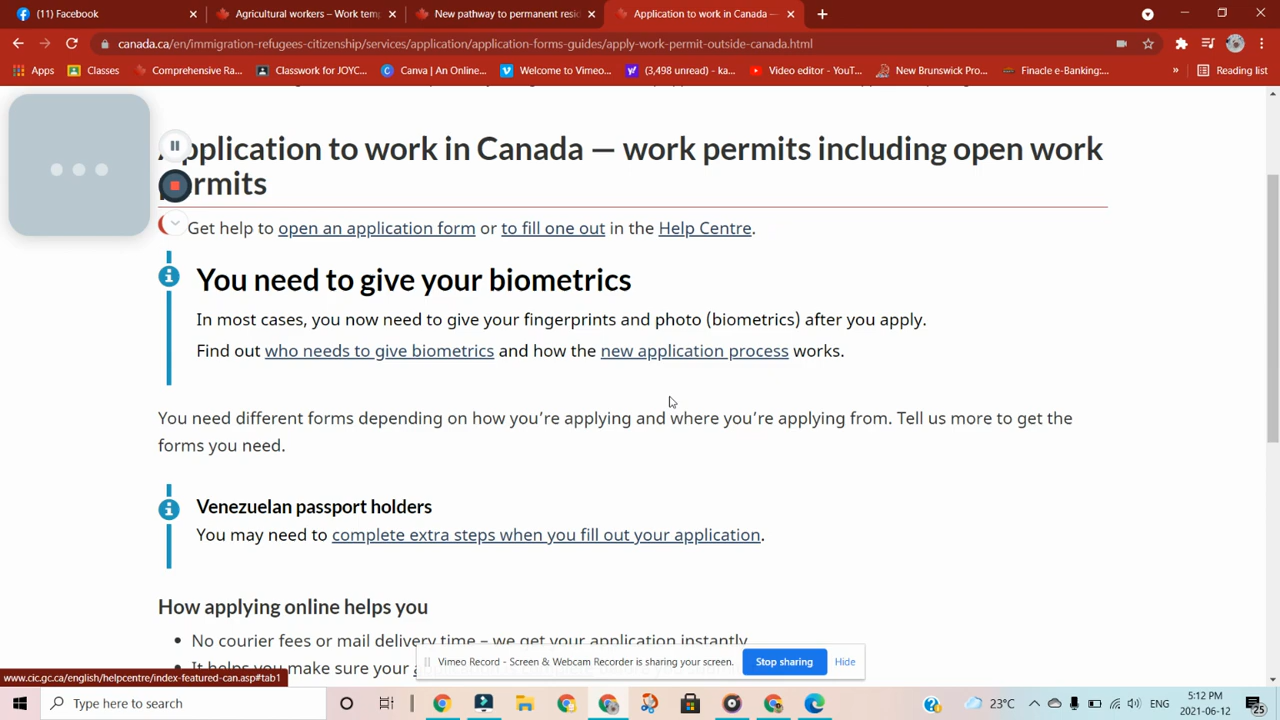 (11) Facebook
Agricultural workers – Work tem
New pathway to permanent resi
Application to work in Canada —
canada.ca/en/immigration-refugees-citizenship/services/application/application-forms-guides/apply-work-permit-outside-canada.html
Apps
Classes
Comprehensive Ra...
Classwork for JOYC...
Canva | An Online...
Welcome to Vimeo...
(3,498 unread) - ka...
Video editor - YouT...
New Brunswick Pro...
Finacle e-Banking:...
»
Reading list
Application to work in Canada — work permits including open work
permits
Get help to open an application form or to fill one out in the Help Centre.
You need to give your biometrics
In most cases, you now need to give your fingerprints and photo (biometrics) after you apply.
Find out who needs to give biometrics and how the new application process works.
You need different forms depending on how you're applying and where you're applying from. Tell us more to get the
forms you need.
Venezuelan passport holders
You may need to complete extra steps when you fill out your application.
How applying online helps you
• No courier fees or mail delivery time – we get your application instantly
• It helps you make sure your
Vimeo Record - Screen & Webcam Recorder is sharing your screen.
Stop sharing
Hide
www.cic.gc.ca/english/helpcentre/index-featured-can.asp#tab1
Type here to search
23°C
ENG
5:12 PM
2021-06-12
25